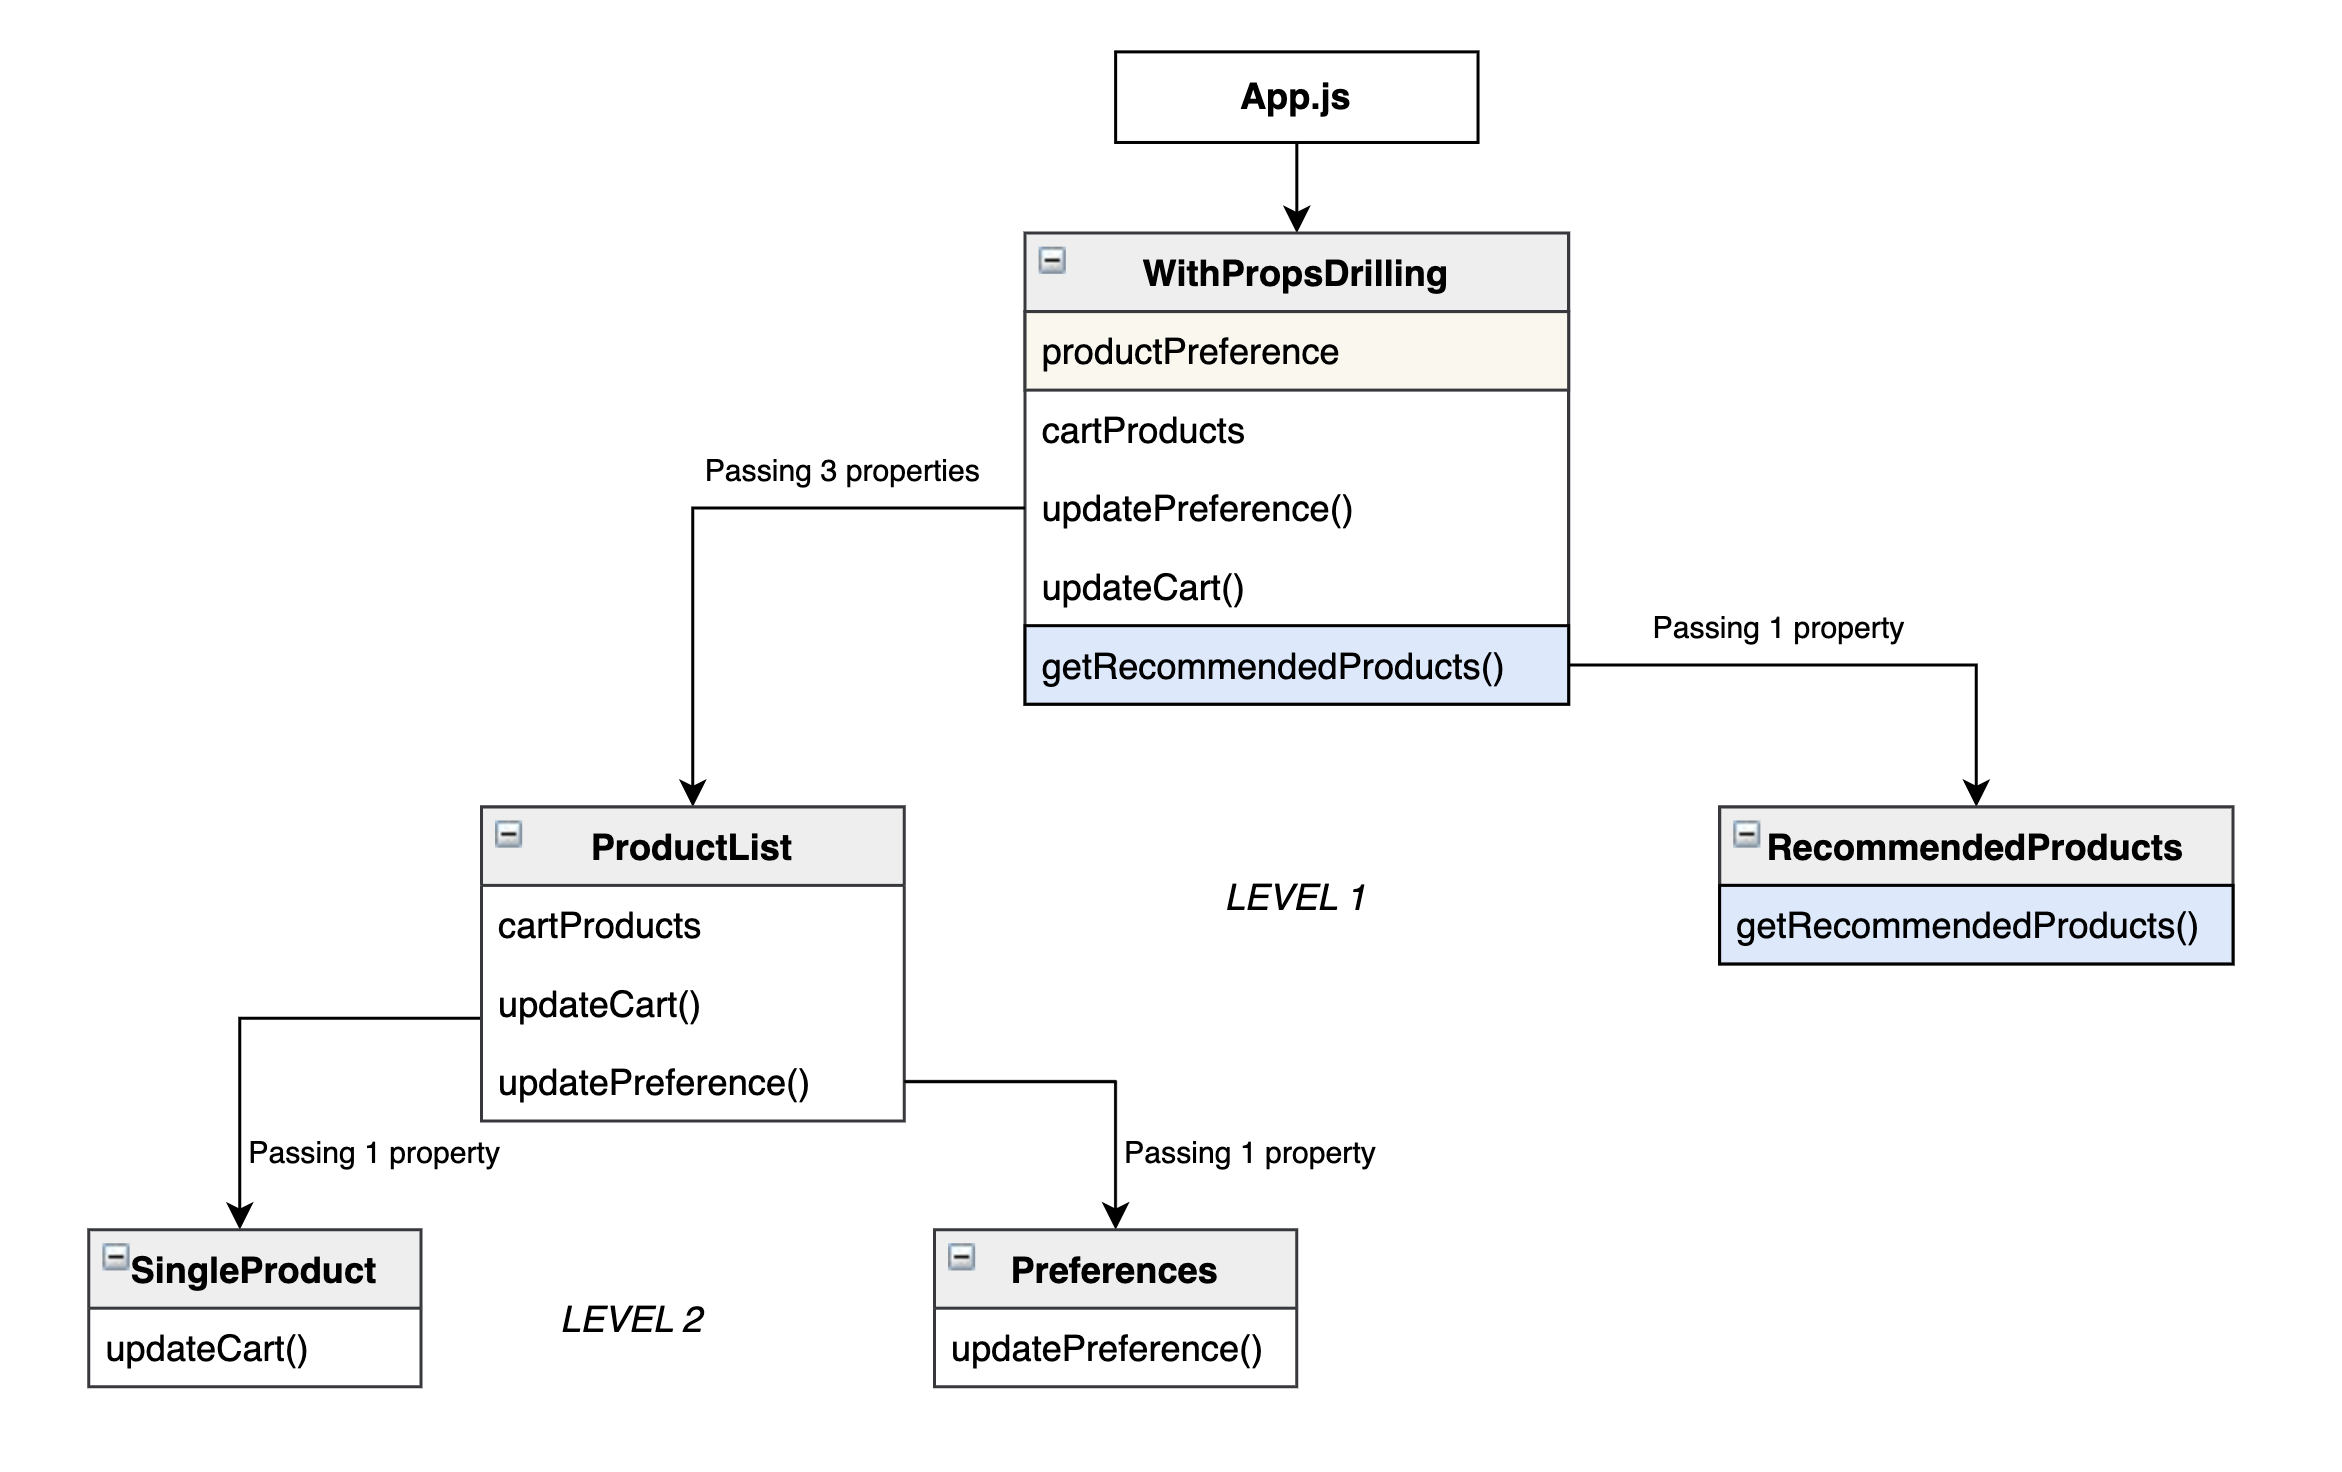 App.js
WithPropsDrilling
productPreference
cartProducts
Passing 3 properties
updatePreference()
updateCart()
Passing 1 property
getRecommendedProducts()
ProductList
RecommendedProducts
LEVEL 1
cartProducts
getRecommendedProducts()
updateCart()
updatePreference()
Passing 1 property
Passing 1 property
SingleProduct
Preferences
LEVEL 2
updateCart()
updatePreference()